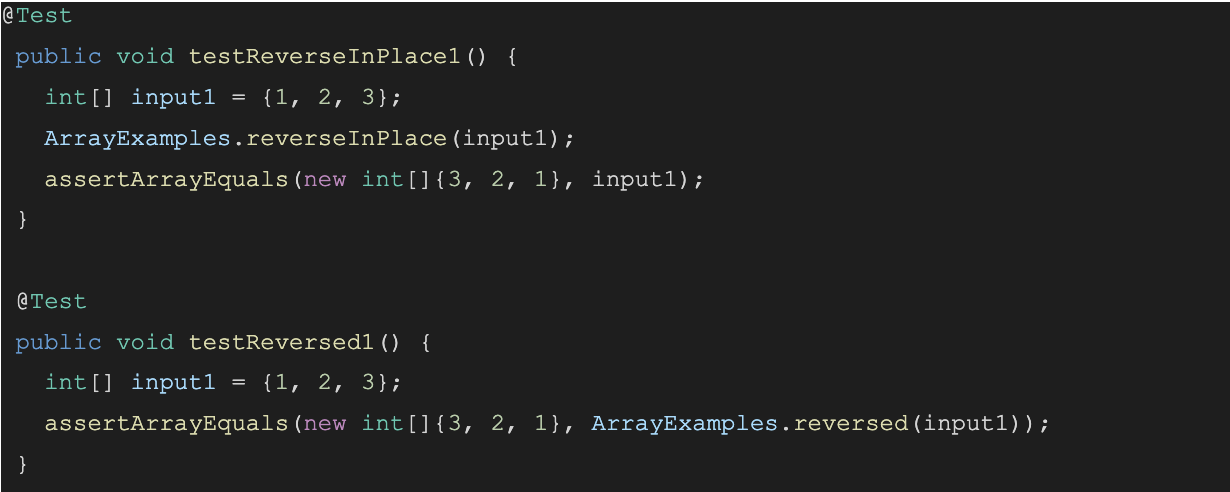 @Test
public void testReverseInPlace1() {
int[] input1 = {1, 2, 3};
ArrayExamples.reverseInPlace(input1);
assertArrayEquals(new int[]{3, 2, 1}, input1);
}
@Test
public void testReversed1() {
int[] input1 = {1, 2, 3};
assertArrayEquals(new int[]{3, 2, 1}, ArrayExamples.reversed(input1));
}